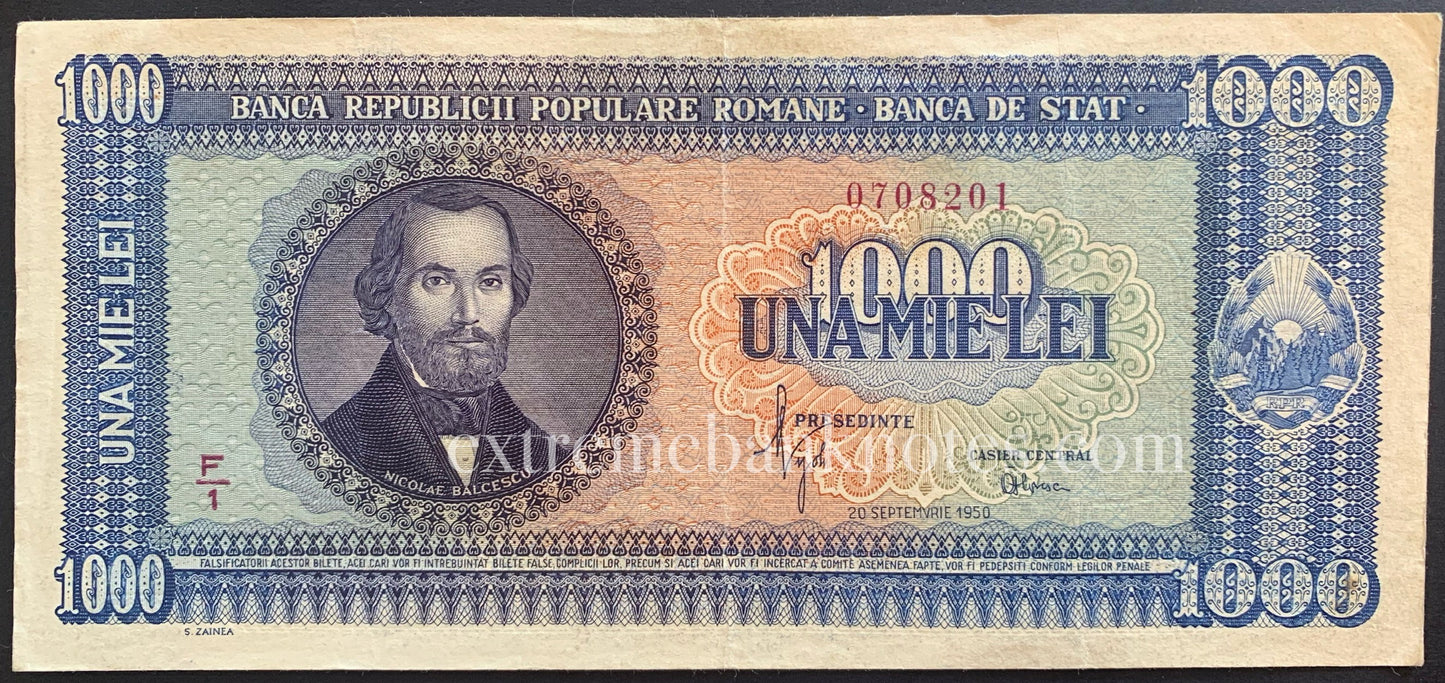 1000
1000
BANCA REPUBLICII POPULARE ROMANE · BANCA DE STAT ·
0708201
1000
UNA MIE LEI
UNA MIE LEI
RPR
PREȘEDINTE
CASIER CENTRAL
NICOLAE BĂLCESCU
F
1
20 SEPTEMVRIE 1950
FALSIFICATORII ACESTOR BILETE, ACEI CARI VOR FI INTREBUINTAT BILETE FALSE, COMPLICII LOR, PRECUM SI ACEI CARI VOR FI INCERCAT A COMITE ASEMENEA FAPTE, VOR FI PEDEPSITI CONFORM LEGILOR PENALE
1000
1000
S. ZAINEA
extremebanknotes.com